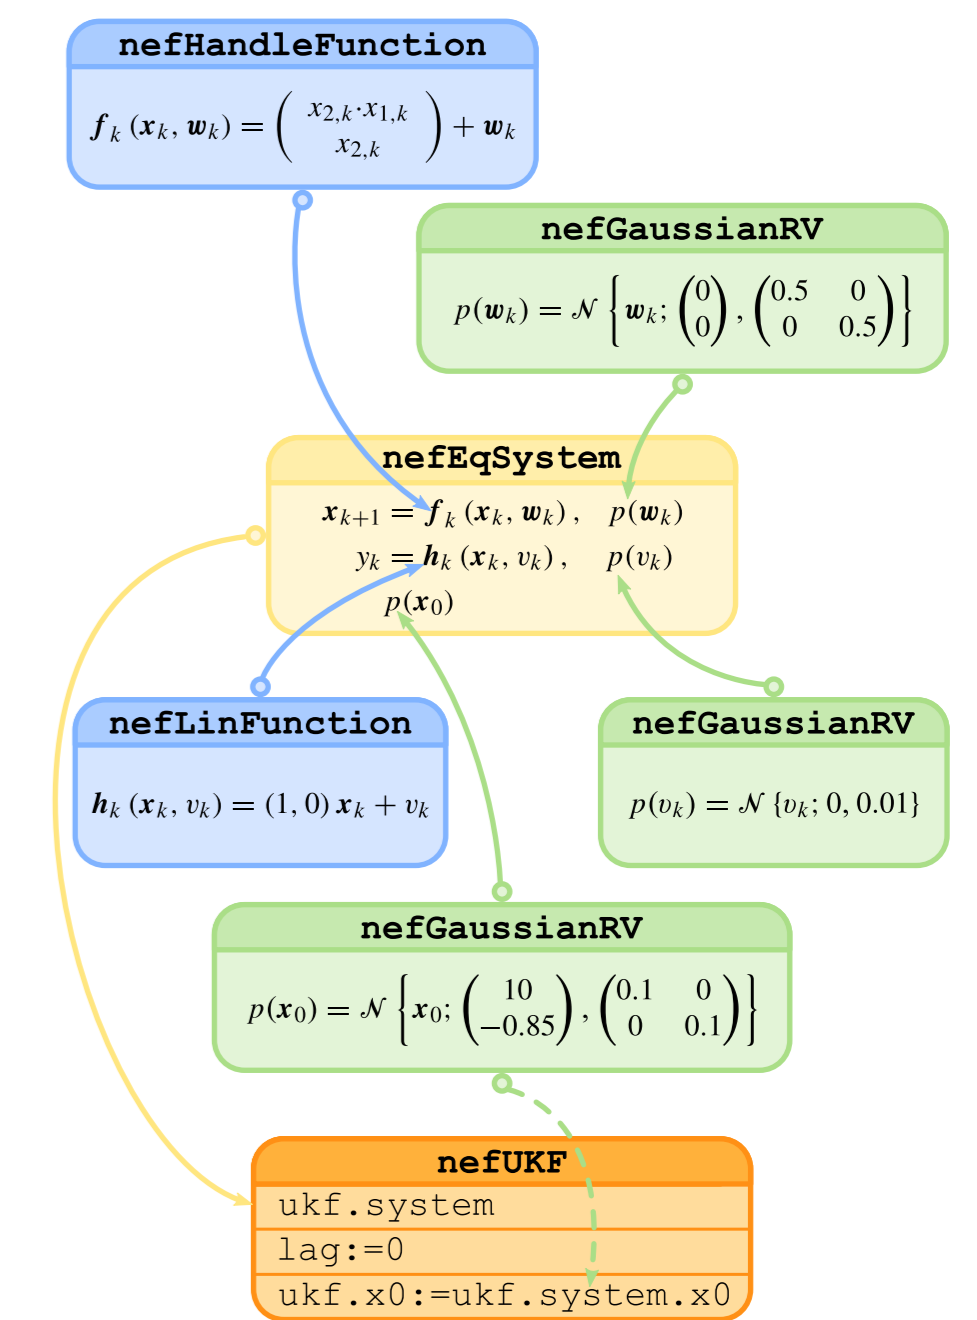 nefHandleFunction
f_k (x_k, w_k) = ( x_{2,k}·x_{1,k} ; x_{2,k} ) + w_k
nefGaussianRV
p(w_k) = 𝒩 { w_k; ( 0 ; 0 ), ( 0.5 0 ; 0 0.5 ) }
nefEqSystem
x_{k+1} = f_k (x_k, w_k) , p(w_k)
y_k = h_k (x_k, v_k) , p(v_k)
p(x_0)
nefLinFunction
h_k (x_k, v_k) = (1, 0) x_k + v_k
nefGaussianRV
p(v_k) = 𝒩 {v_k; 0, 0.01}
nefGaussianRV
p(x_0) = 𝒩 { x_0; ( 10 ; −0.85 ), ( 0.1 0 ; 0 0.1 ) }
nefUKF
ukf.system
lag:=0
ukf.x0:=ukf.system.x0